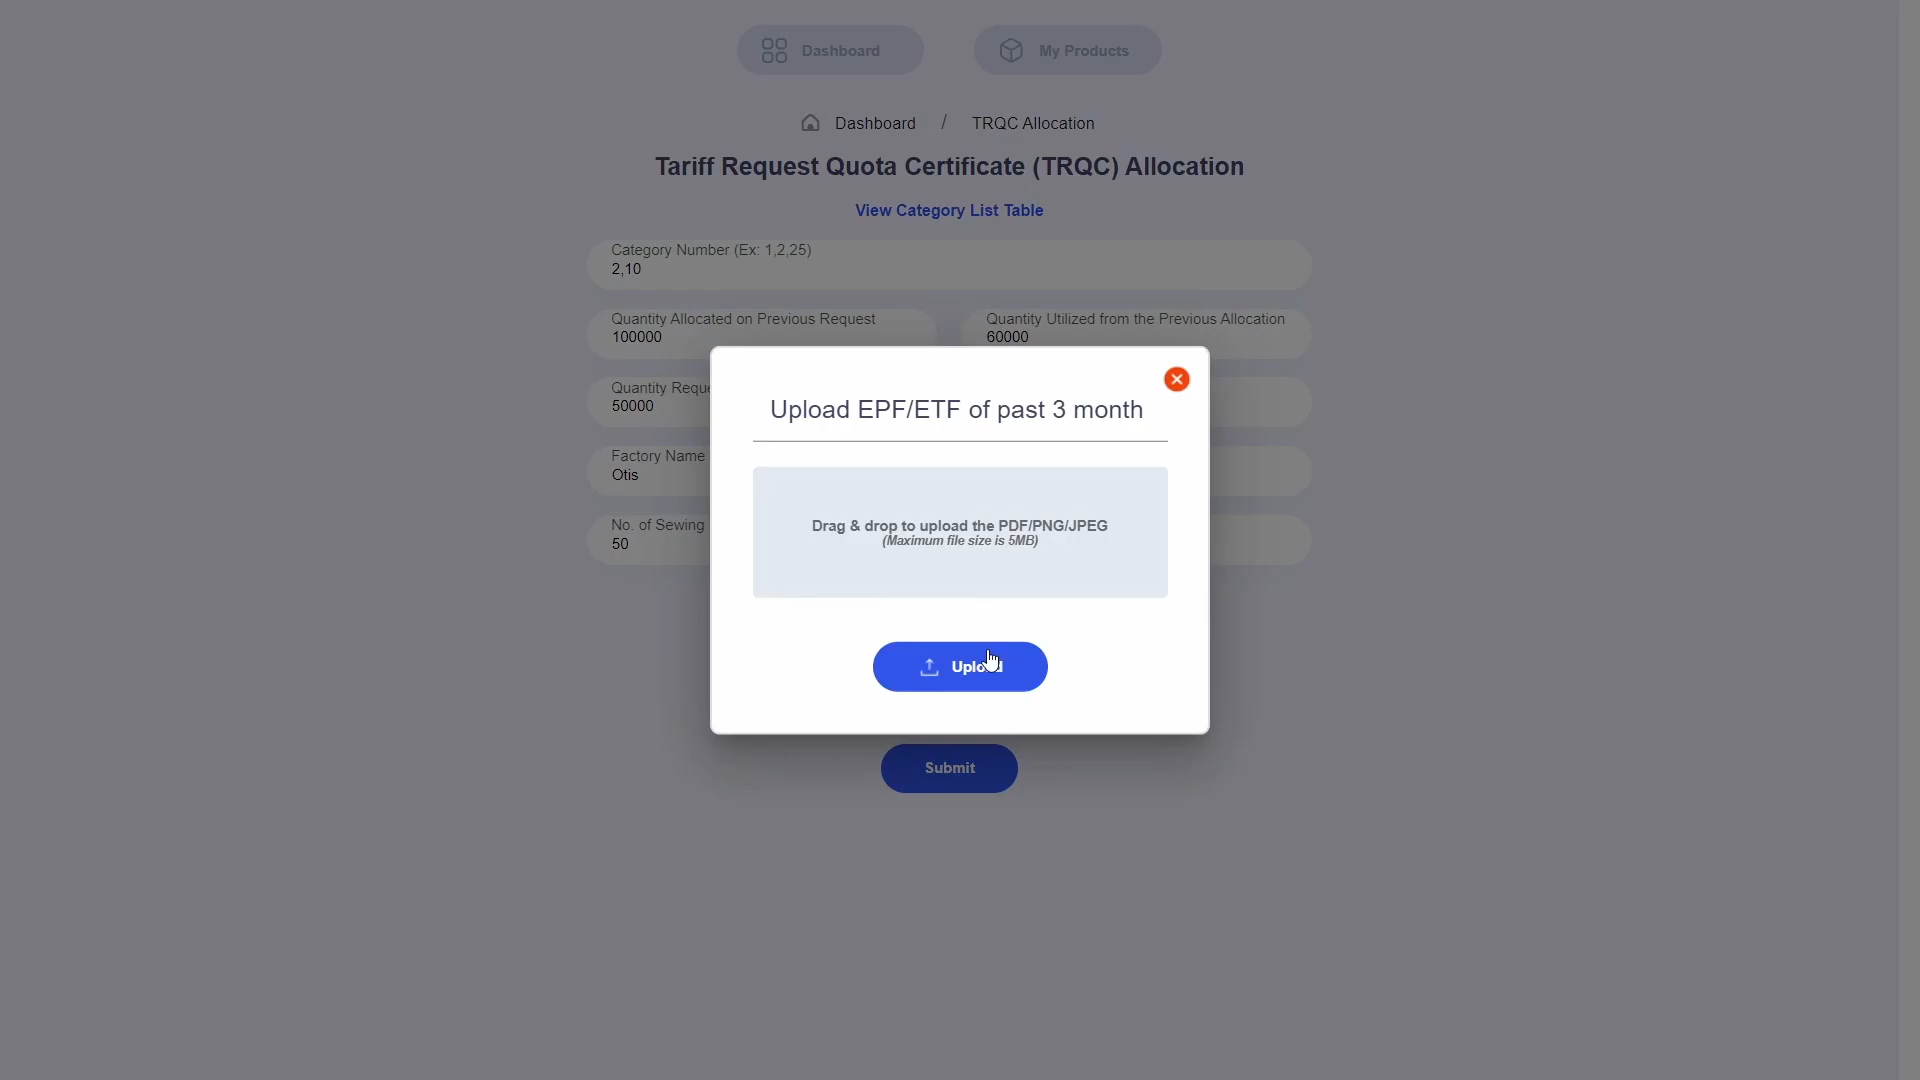 Dashboard
My Products
Dashboard / TRQC Allocation
Tariff Request Quota Certificate (TRQC) Allocation
View Category List Table
Category Number (Ex: 1,2,25)
2,10
Quantity Allocated on Previous Request
100000
Quantity Utilized from the Previous Allocation
60000
Quantity
50000
Factory Name
Otis
No. of Sewing
50
Upload EPF/ETF of past 3 month
Drag & drop to upload the PDF/PNG/JPEG
(Maximum file size is 5MB)
Upload
Submit